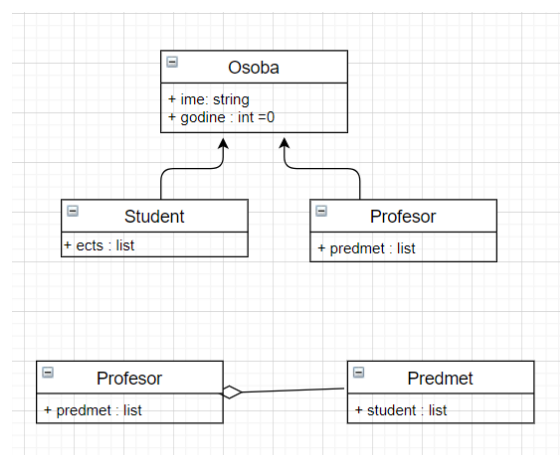 Osoba
+ ime: string
+ godine : int =0
Student
+ ects : list
Profesor
+ predmet : list
Profesor
+ predmet : list
Predmet
+ student : list